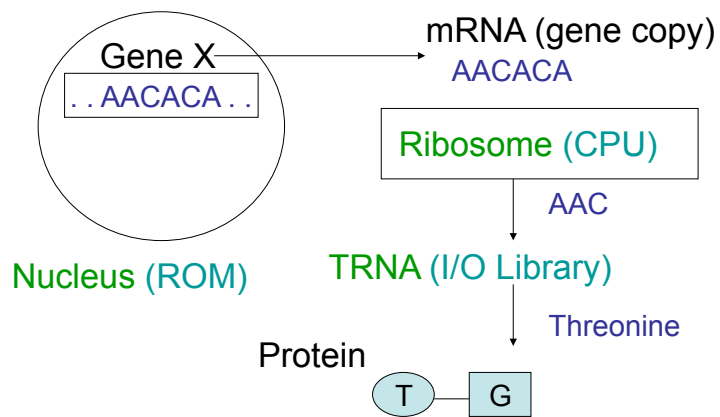 Gene X
. . AACACA . .
Nucleus (ROM)
mRNA (gene copy)
AACACA
Ribosome (CPU)
AAC
TRNA (I/O Library)
Threonine
Protein
T
G